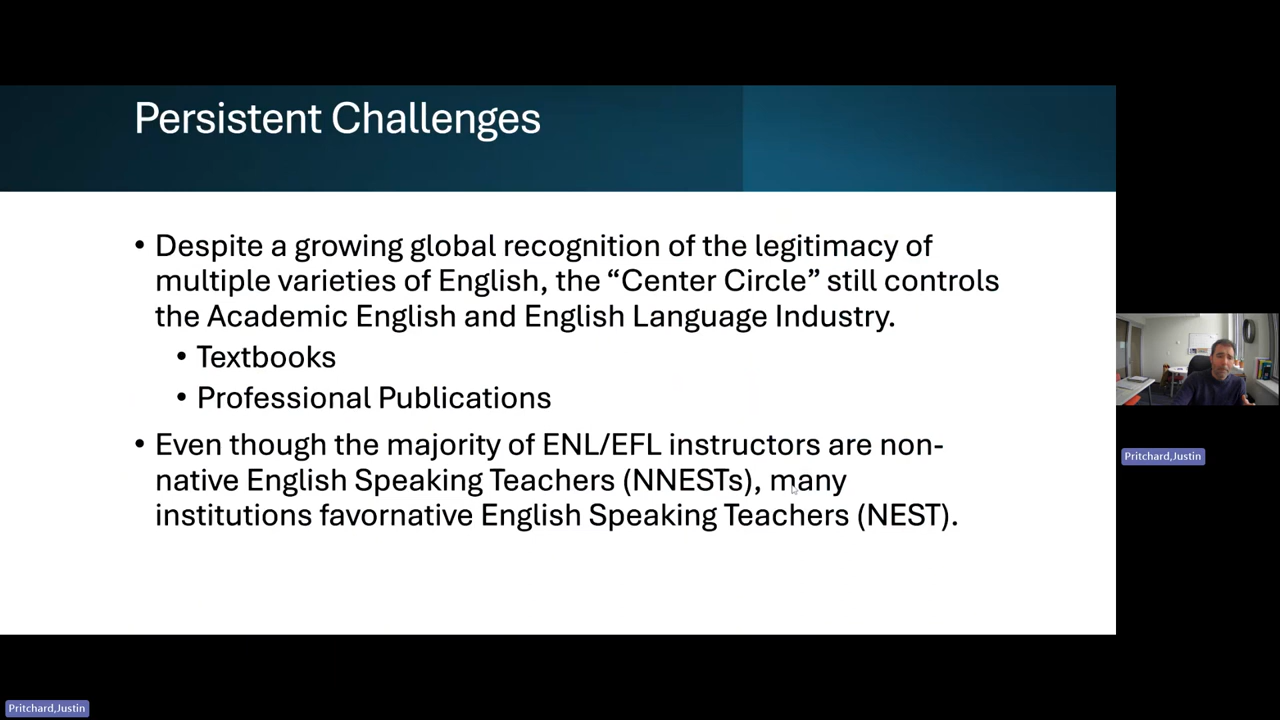 Persistent Challenges
• Despite a growing global recognition of the legitimacy of
multiple varieties of English, the “Center Circle” still controls
the Academic English and English Language Industry.
• Textbooks
• Professional Publications
• Even though the majority of ENL/EFL instructors are non-
native English Speaking Teachers (NNESTs), many
institutions favornative English Speaking Teachers (NEST).
Pritchard,Justin
Pritchard,Justin